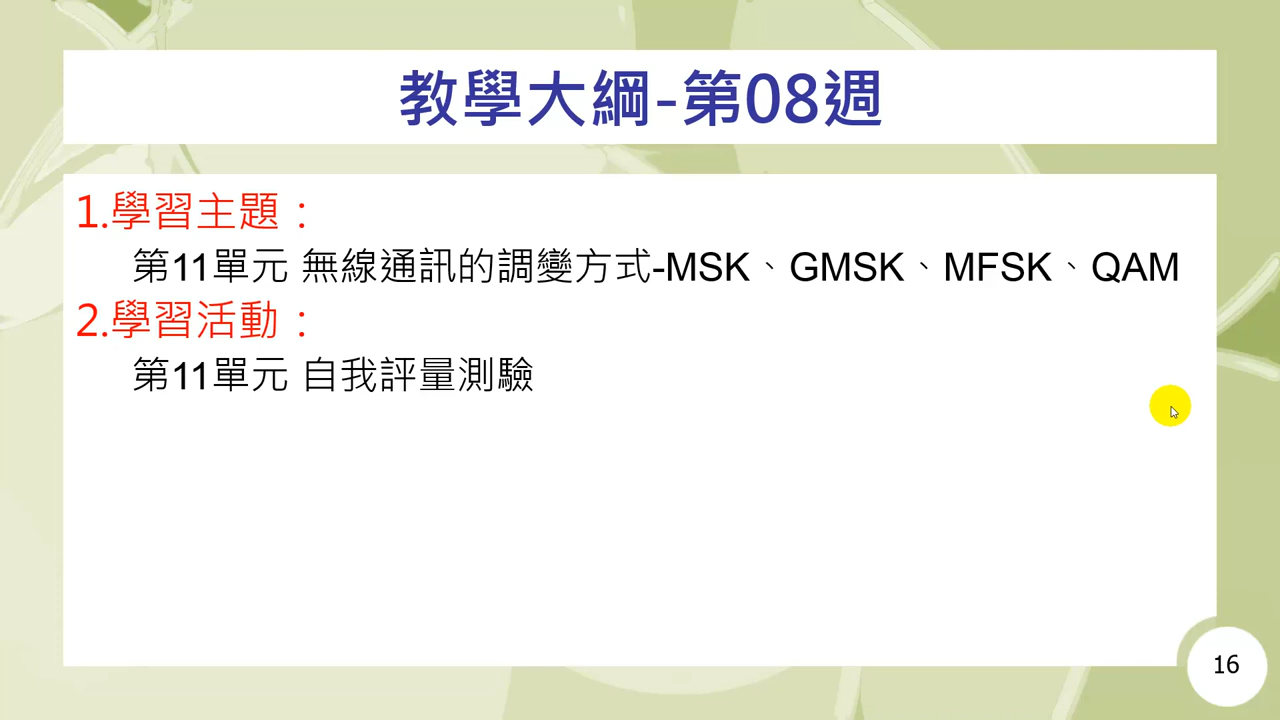 教學大綱-第08週
1.學習主題：
第11單元 無線通訊的調變方式-MSK、GMSK、MFSK、QAM
2.學習活動：
第11單元 自我評量測驗
16